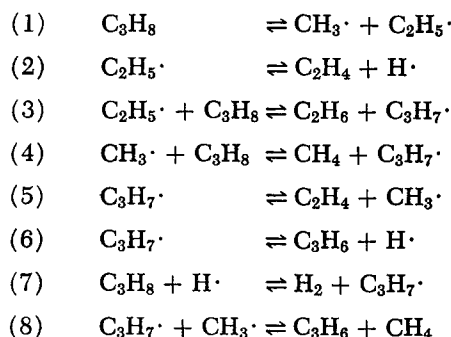 (1) C₃H₈ ⇌ CH₃· + C₂H₅·
(2) C₂H₅· ⇌ C₂H₄ + H·
(3) C₂H₅· + C₃H₈ ⇌ C₂H₆ + C₃H₇·
(4) CH₃· + C₃H₈ ⇌ CH₄ + C₃H₇·
(5) C₃H₇· ⇌ C₂H₄ + CH₃·
(6) C₃H₇· ⇌ C₃H₆ + H·
(7) C₃H₈ + H· ⇌ H₂ + C₃H₇·
(8) C₃H₇· + CH₃· ⇌ C₃H₆ + CH₄